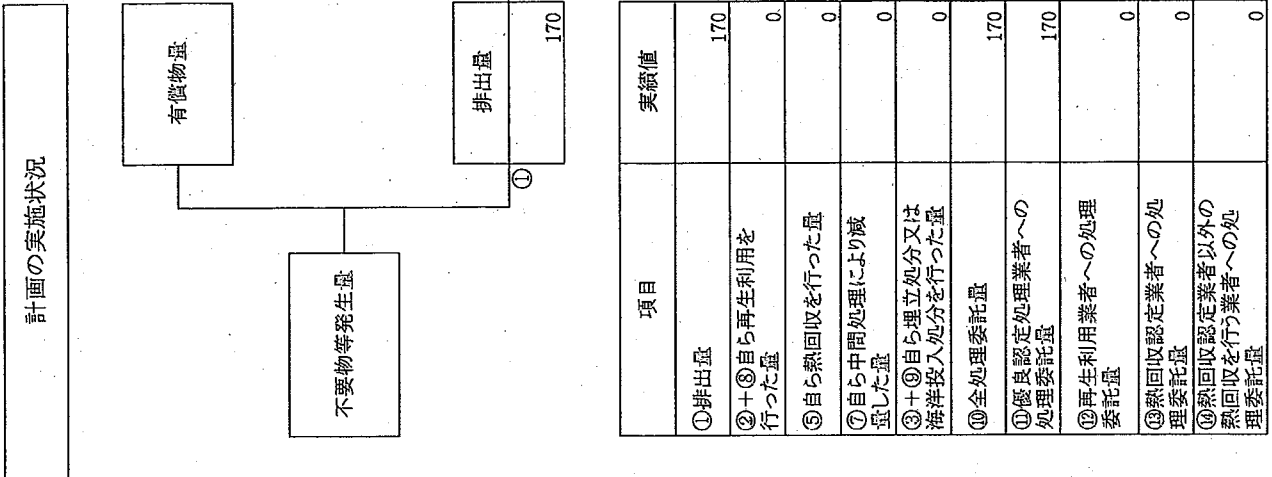 計画の実施状況
有償物量
不要物等発生量
排出量
①
170
項目
実績値
①排出量
170
②+⑧自ら再生利用を
行った量
0
⑤自ら熱回収を行った量
0
⑦自ら中間処理により減
量した量
0
③+⑨自ら埋立処分又は
海洋投入処分を行った量
0
⑩全処理委託量
170
⑪優良認定処理業者への
処理委託量
170
⑫再生利用業者への処理
委託量
0
⑬熱回収認定業者への処
理委託量
0
⑭熱回収認定業者以外の
熱回収を行う業者への処
理委託量
0